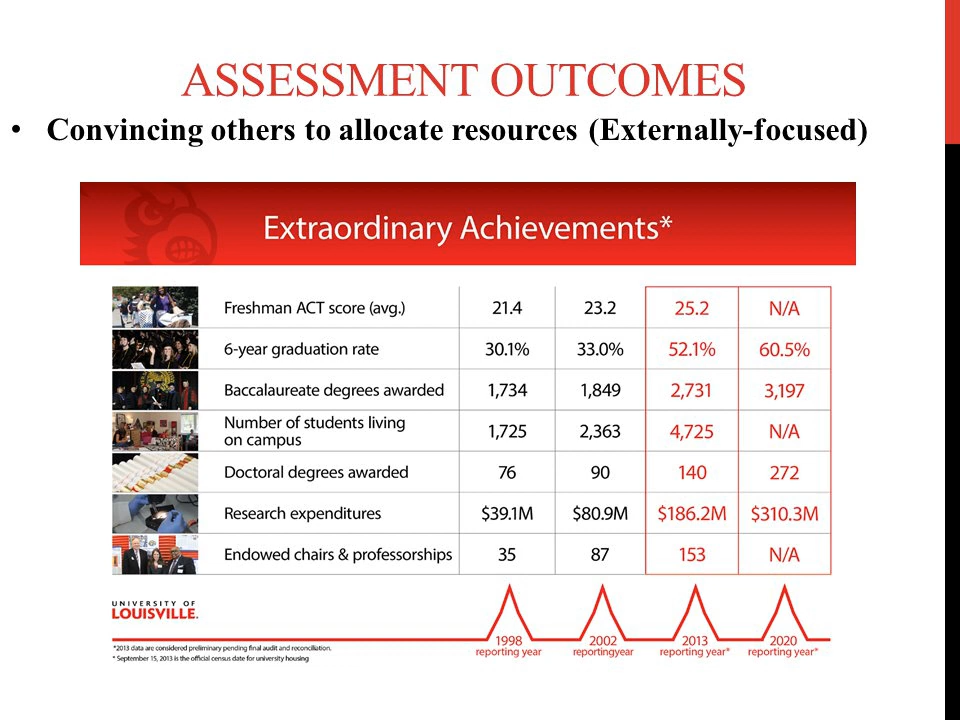 ASSESSMENT OUTCOMES
• Convincing others to allocate resources (Externally-focused)
Extraordinary Achievements*
Freshman ACT score (avg.) 21.4 23.2 25.2 N/A
6-year graduation rate 30.1% 33.0% 52.1% 60.5%
Baccalaureate degrees awarded 1,734 1,849 2,731 3,197
Number of students living
on campus 1,725 2,363 4,725 N/A
Doctoral degrees awarded 76 90 140 272
Research expenditures $39.1M $80.9M $186.2M $310.3M
Endowed chairs & professorships 35 87 153 N/A
UNIVERSITY OF
LOUISVILLE.
1998 2002 2013 2020
reporting year reportingyear reporting year* reporting year*
*2013 data are considered preliminary pending final audit and reconciliation.
* September 15, 2013 is the official census date for university housing